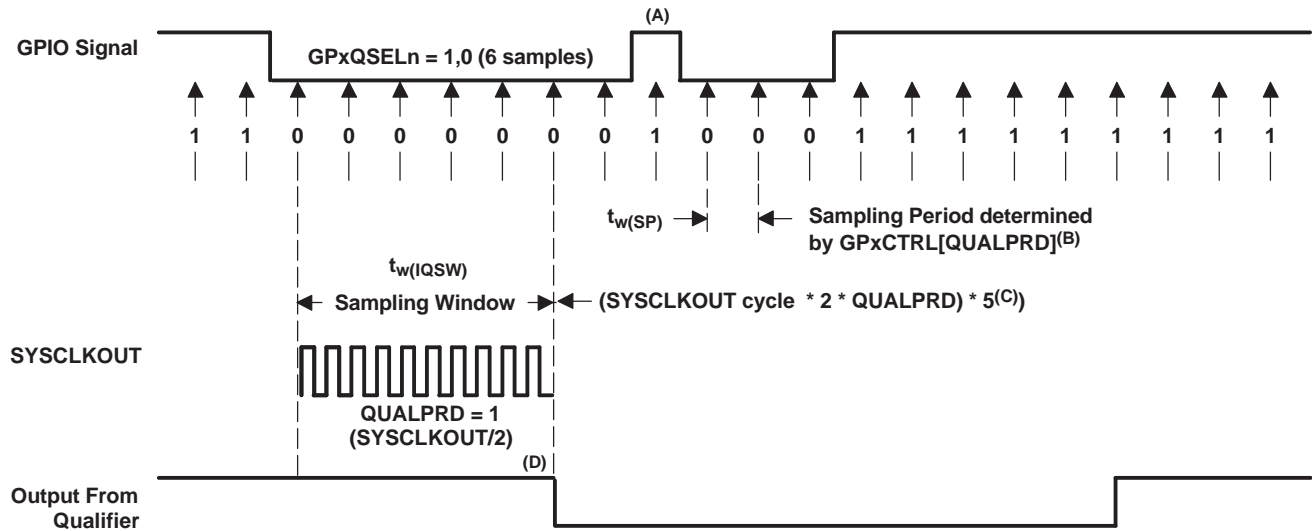 (A)
GPIO Signal
GPxQSELn = 1,0 (6 samples)
1 1 0 0 0 0 0 0 0 1 0 0 0 1 1 1 1 1 1 1 1 1
tw(SP)
Sampling Period determined
by GPxCTRL[QUALPRD](B)
tw(IQSW)
Sampling Window
(SYSCLKOUT cycle * 2 * QUALPRD) * 5(C))
SYSCLKOUT
QUALPRD = 1
(SYSCLKOUT/2)
(D)
Output From
Qualifier